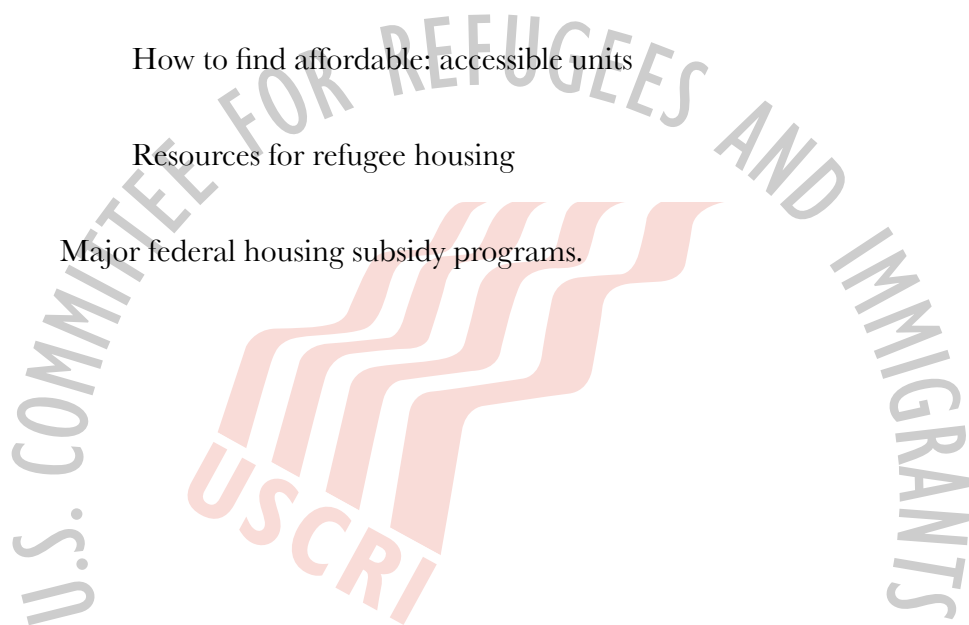 How to find affordable: accessible units
Resources for refugee housing
Major federal housing subsidy programs.
U.S. COMMITTEE FOR REFUGEES AND IMMIGRANTS
USCRI